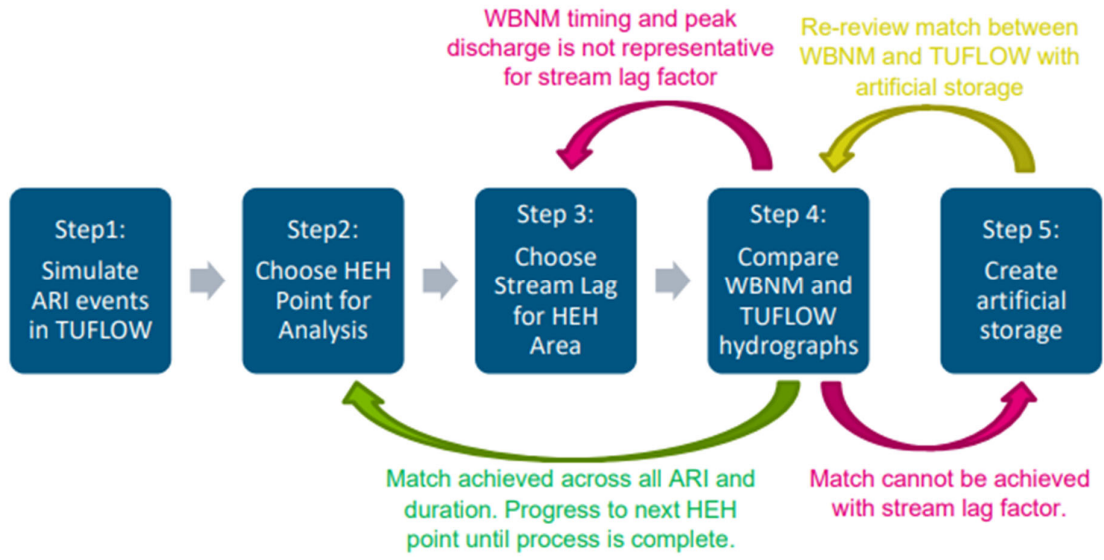 WBNM timing and peak
discharge is not representative
for stream lag factor
Re-review match between
WBNM and TUFLOW with
artificial storage
Step1:
Simulate
ARI events
in TUFLOW
Step2:
Choose HEH
Point for
Analysis
Step 3:
Choose
Stream Lag
for HEH
Area
Step 4:
Compare
WBNM and
TUFLOW
hydrographs
Step 5:
Create
artificial
storage
Match achieved across all ARI and
duration. Progress to next HEH
point until process is complete.
Match cannot be achieved
with stream lag factor.